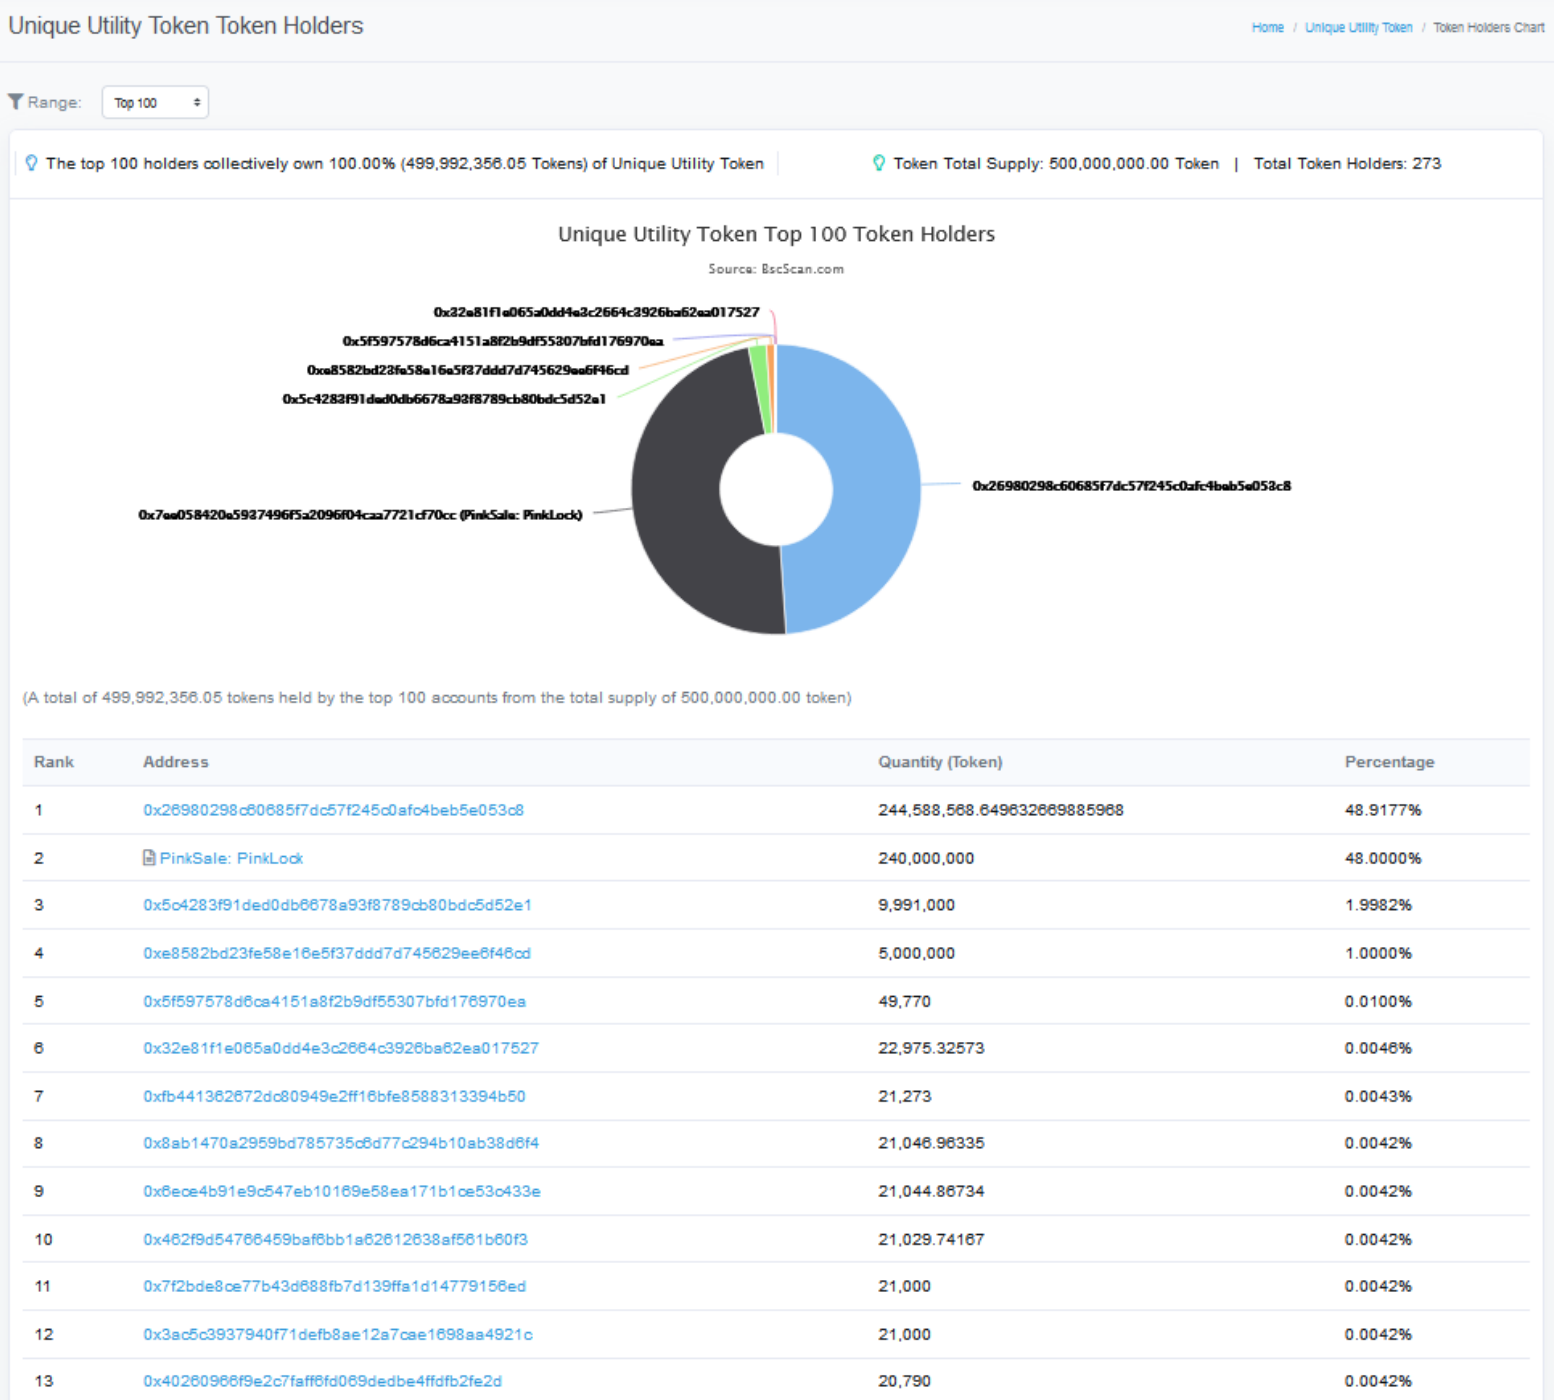 Unique Utility Token Token Holders
Home / Unique Utility Token / Token Holders Chart
Range: Top 100
The top 100 holders collectively own 100.00% (499,992,356.05 Tokens) of Unique Utility Token
Token Total Supply: 500,000,000.00 Token | Total Token Holders: 273
Unique Utility Token Top 100 Token Holders
Source: BscScan.com
0x32e81f1e065a0dd4e3c2664c3926ba62ea017527
0x5f597578d6ca4151a8f2b9df55307bfd176970ea
0xe8582bd23fe58e16e5f37ddd7d745629ee6f46cd
0x5c4283f91ded0db6678a93f8789cb80bdc5d52e1
0x26980298c60685f7dc57f245c0afc4beb5e053c8
0x7ee058420e5937496f5a2096f04caa7721cf70cc (PinkSale: PinkLock)
(A total of 499,992,356.05 tokens held by the top 100 accounts from the total supply of 500,000,000.00 token)
Rank Address Quantity (Token) Percentage
1 0x26980298c60685f7dc57f245c0afc4beb5e053c8 244,588,568.649632669885968 48.9177%
2 PinkSale: PinkLock 240,000,000 48.0000%
3 0x5c4283f91ded0db6678a93f8789cb80bdc5d52e1 9,991,000 1.9982%
4 0xe8582bd23fe58e16e5f37ddd7d745629ee6f46cd 5,000,000 1.0000%
5 0x5f597578d6ca4151a8f2b9df55307bfd176970ea 49,770 0.0100%
6 0x32e81f1e065a0dd4e3c2664c3926ba62ea017527 22,975.32573 0.0046%
7 0xfb441362672dc80949e2ff16bfe8588313394b50 21,273 0.0043%
8 0x8ab1470a2959bd785735c6d77c294b10ab38d6f4 21,046.96335 0.0042%
9 0x6ece4b91e9c547eb10169e58ea171b1ce53c433e 21,044.86734 0.0042%
10 0x462f9d54766459baf6bb1a62612638af561b60f3 21,029.74167 0.0042%
11 0x7f2bde8ce77b43d688fb7d139ffa1d14779156ed 21,000 0.0042%
12 0x3ac5c3937940f71defb8ae12a7cae1698aa4921c 21,000 0.0042%
13 0x40260966f9e2c7faff6fd069dedbe4ffdfb2fe2d 20,790 0.0042%